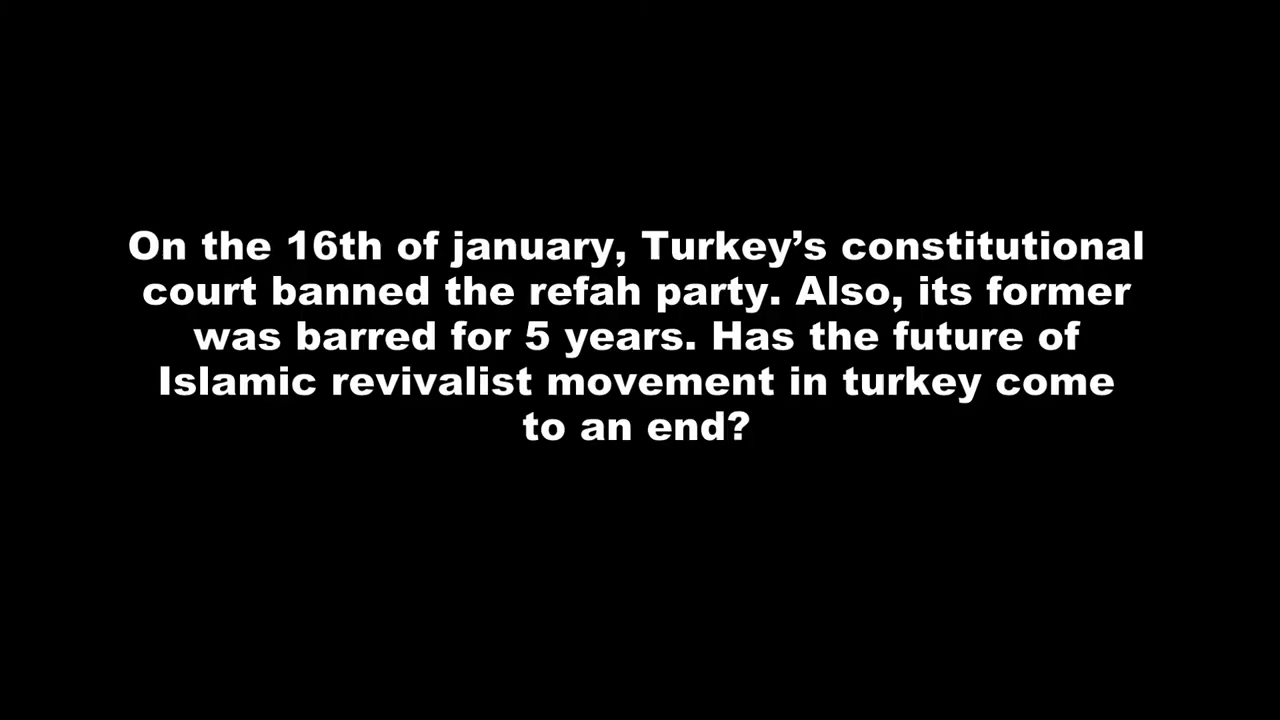 On the 16th of january, Turkey’s constitutional
court banned the refah party. Also, its former
was barred for 5 years. Has the future of
Islamic revivalist movement in turkey come
to an end?